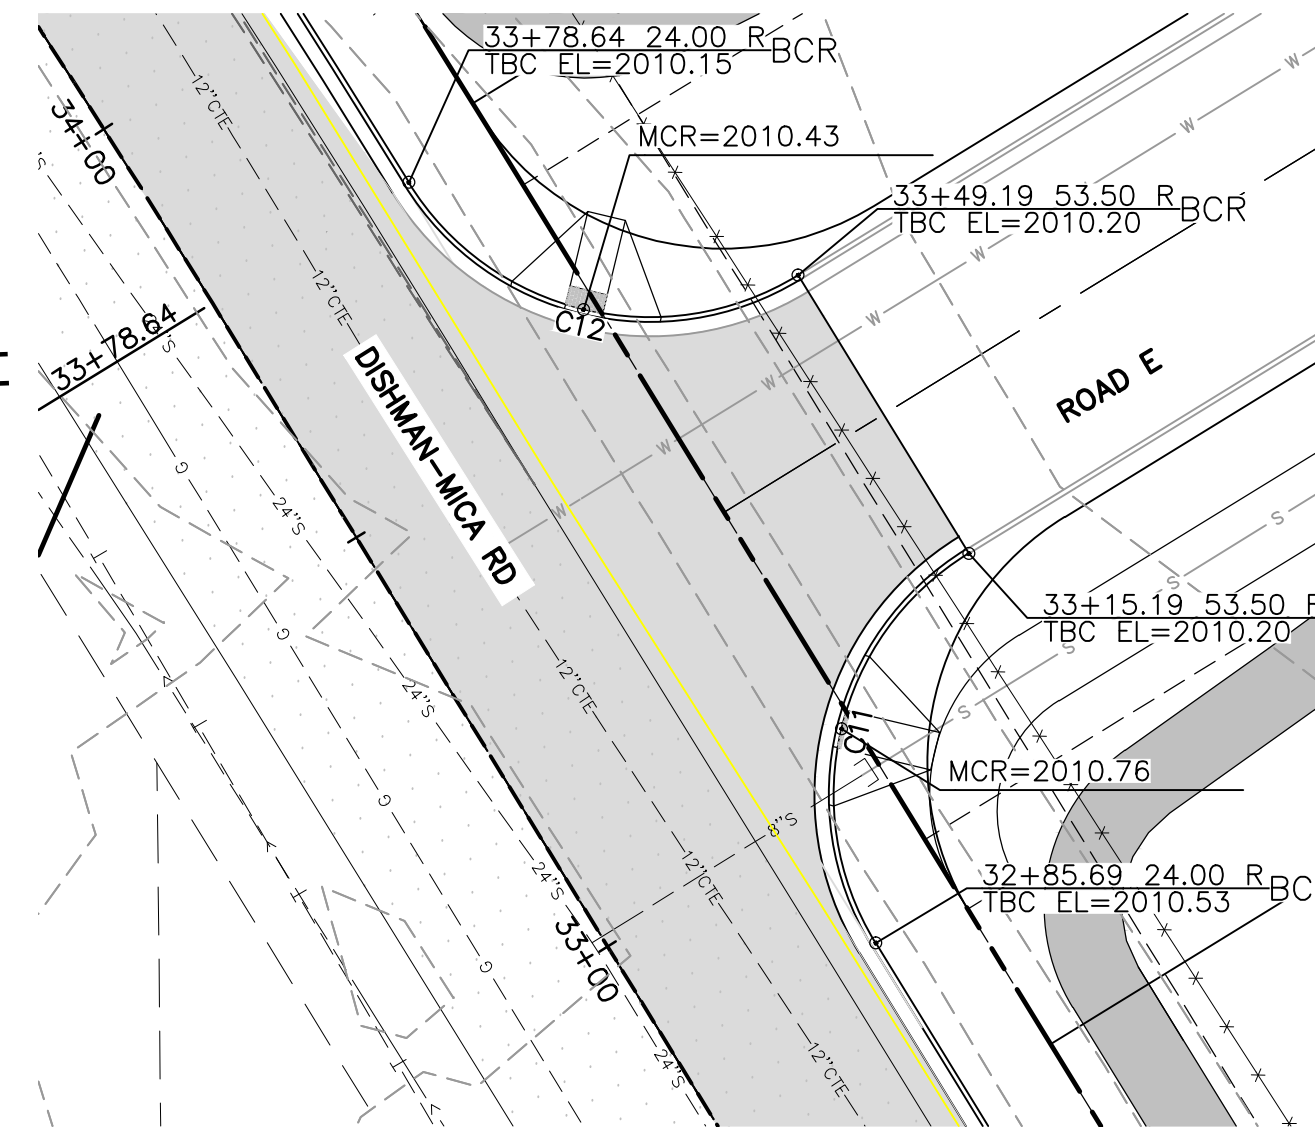 33+78.64 24.00 R
BCR
TBC EL=2010.15
12"CTE
34+00
MCR=2010.43
W
W
33+49.19 53.50 R
BCR
TBC EL=2010.20
S
W
12"CTE
33+78.64
S
C12
W
W
DISHMAN-MICA RD
ROAD E
W
G
W
24"S
S
S
33+15.19 53.50
TBC EL=2010.20
G
S
12"CTE
24"S
S
C11
MCR=2010.76
G
8"S
12"CTE
24"S
32+85.69 24.00 R
BC
TBC EL=2010.53
33+00
G
24"S
12"CTE